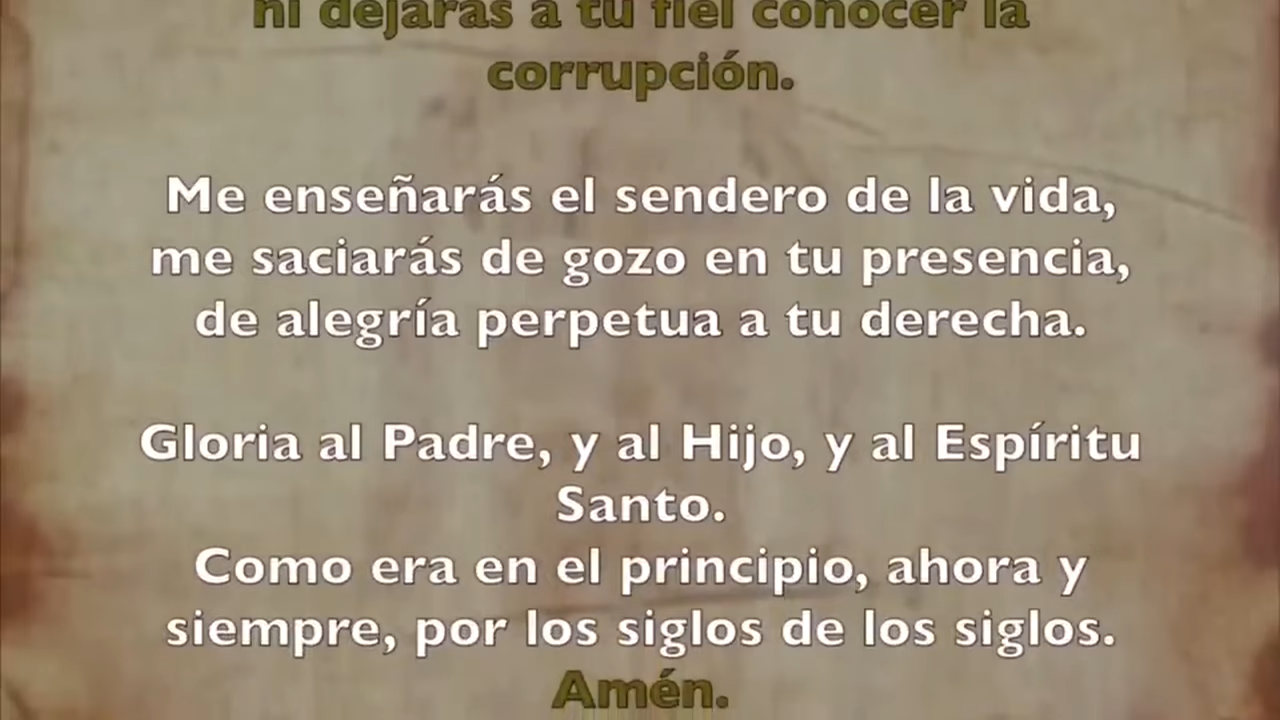 ni dejarás a tu fiel conocer la
corrupción.
Me enseñarás el sendero de la vida,
me saciarás de gozo en tu presencia,
de alegría perpetua a tu derecha.
Gloria al Padre, y al Hijo, y al Espíritu
Santo.
Como era en el principio, ahora y
siempre, por los siglos de los siglos.
Amén.